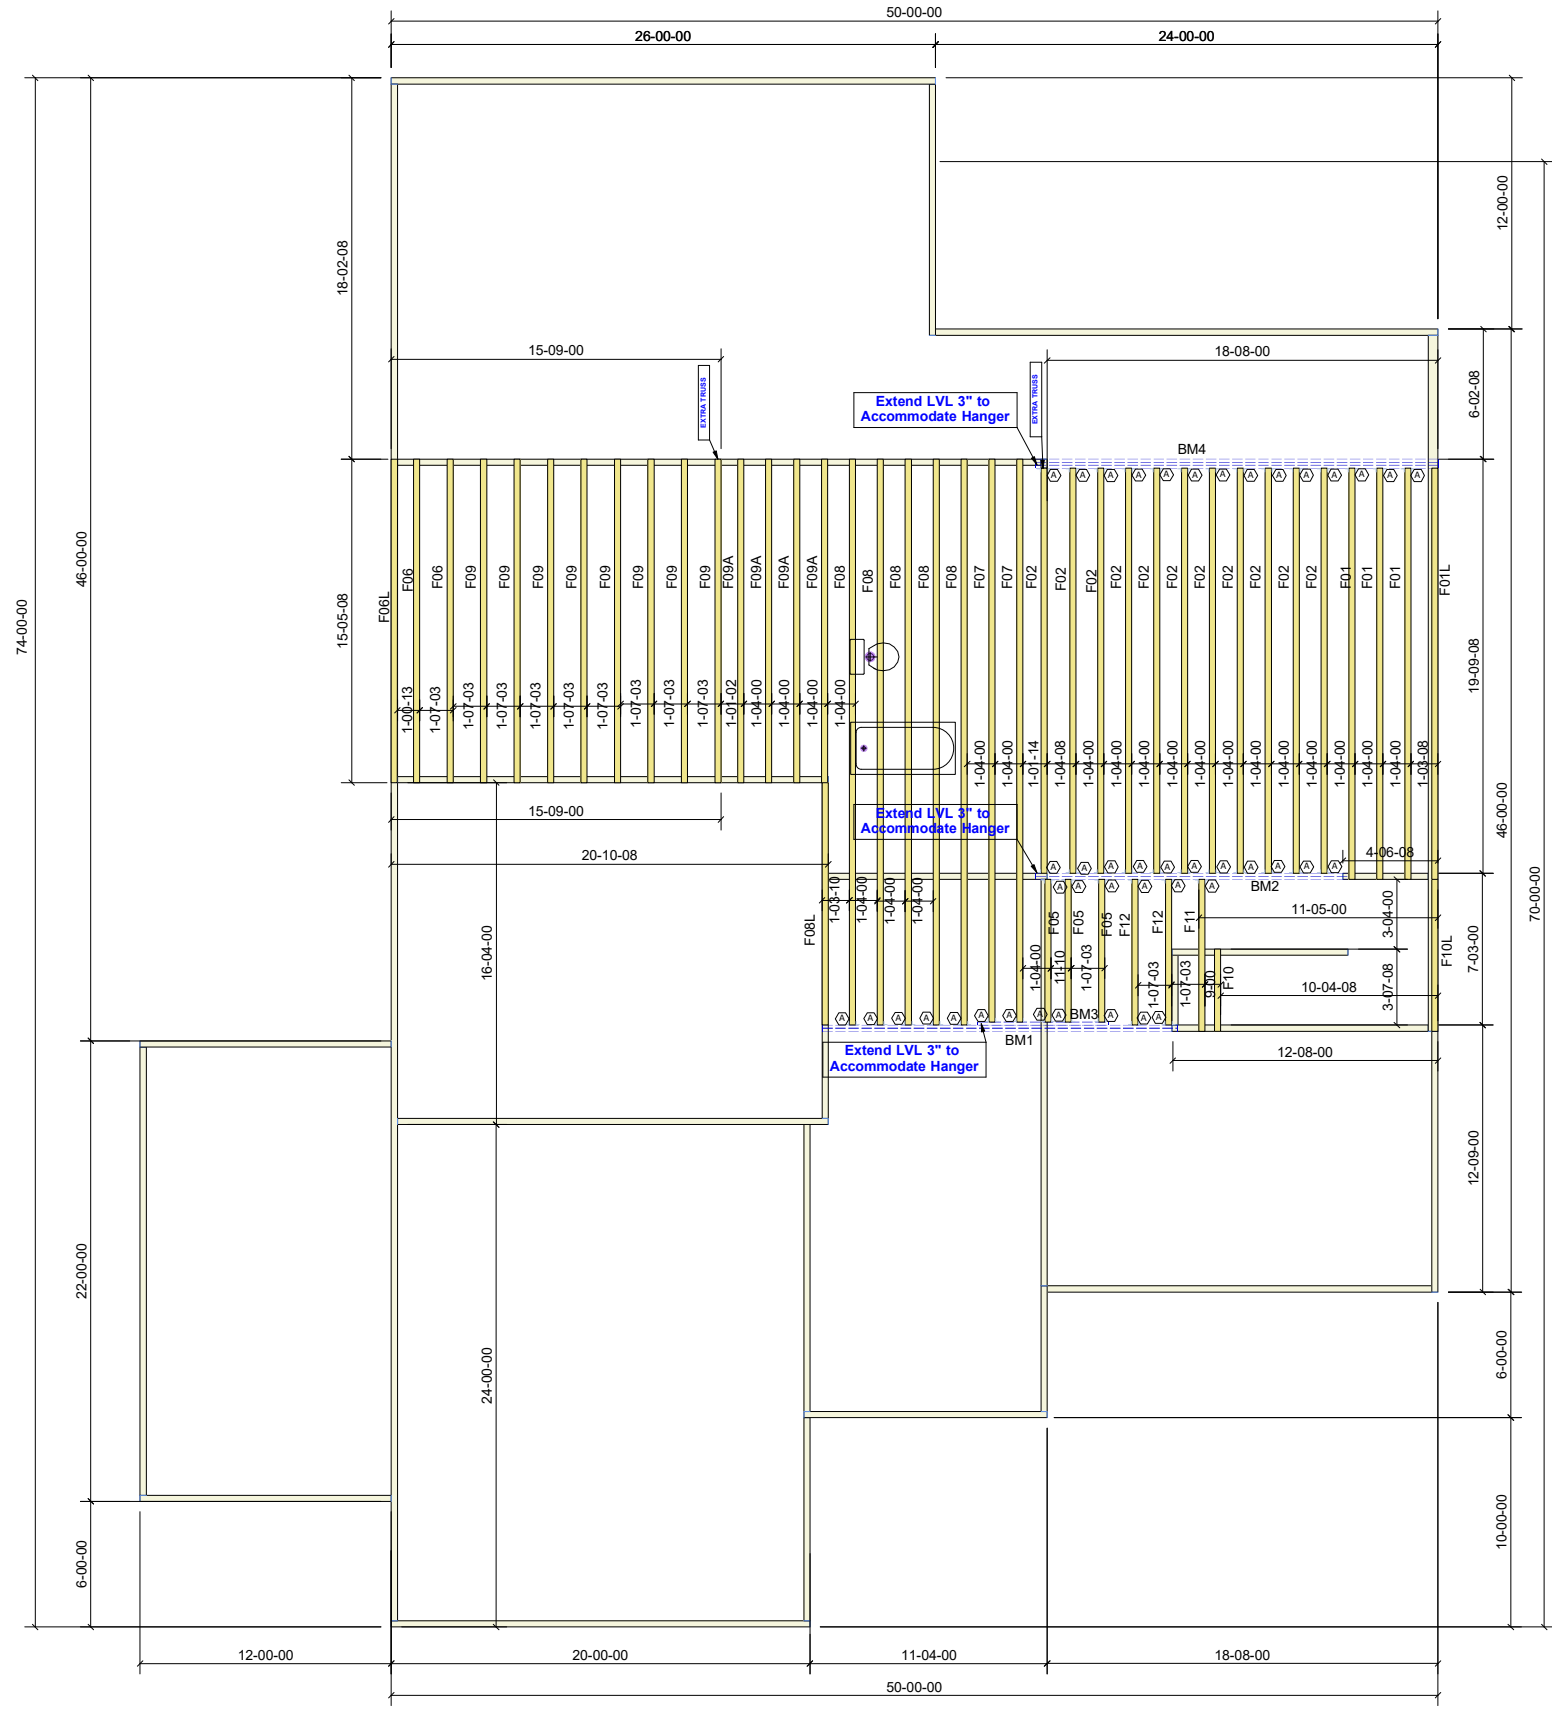 50-00-00
26-00-00
24-00-00
12-00-00
18-02-08
15-09-00
18-08-00
EXTRA TRUSS
EXTRA TRUSS
Extend LVL 3" to
Accommodate Hanger
6-02-08
BM4
A A A A A A A A A A A A A A
46-00-00
74-00-00
15-05-08
F06L
F06
F06
F09
F09
F09
F09
F09
F09
F09
F09
F09A
F09A
F09A
F09A
F08
F08
F08
F08
F08
F07
F07
F02
F02
F02
F02
F02
F02
F02
F02
F02
F02
F01
F01
F01
F01L
19-09-08
1-00-13
1-07-03
1-07-03
1-07-03
1-07-03
1-07-03
1-07-03
1-07-03
1-07-03
1-01-02
1-04-00
1-04-00
1-04-00
1-04-00
1-04-00
1-04-00
1-01-14
1-04-08
1-04-00
1-04-00
1-04-00
1-04-00
1-04-00
1-04-00
1-04-00
1-04-00
1-04-00
1-04-00
1-04-00
1-03-08
46-00-00
70-00-00
15-09-00
Extend LVL 3" to
Accommodate Hanger
20-10-08
4-06-08
A A A A A A A A A A A
BM2
A A A A A A
1-03-10
1-04-00
1-04-00
1-04-00
F08L
F05
F05
F05
F12
F12
F11
11-05-00
3-04-00
F10L
7-03-00
16-04-00
1-04-00
11-10
1-07-03
1-07-03
1-07-03
9-00
F10
10-04-08
3-07-08
A A A A A A A A A A A
BM3
BM1
Extend LVL 3" to
Accommodate Hanger
12-08-00
12-09-00
22-00-00
24-00-00
6-00-00
6-00-00
10-00-00
12-00-00
20-00-00
11-04-00
18-08-00
50-00-00